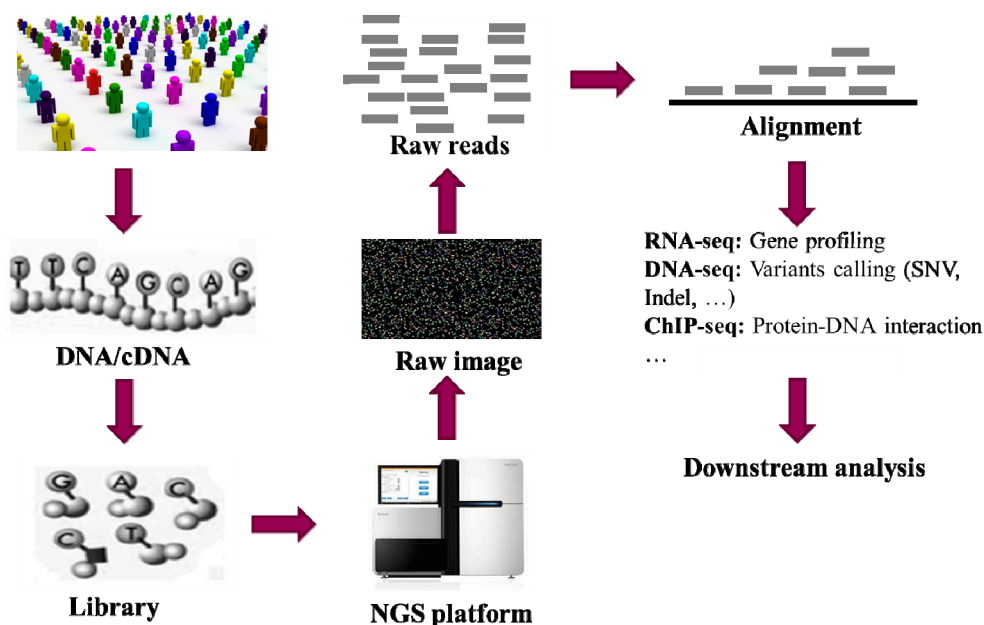 T T C A G C A G
DNA/cDNA
G A C
C T
Library
NGS platform
Raw image
Raw reads
Alignment
RNA-seq: Gene profiling
DNA-seq: Variants calling (SNV,
Indel, …)
ChIP-seq: Protein-DNA interaction
…
Downstream analysis